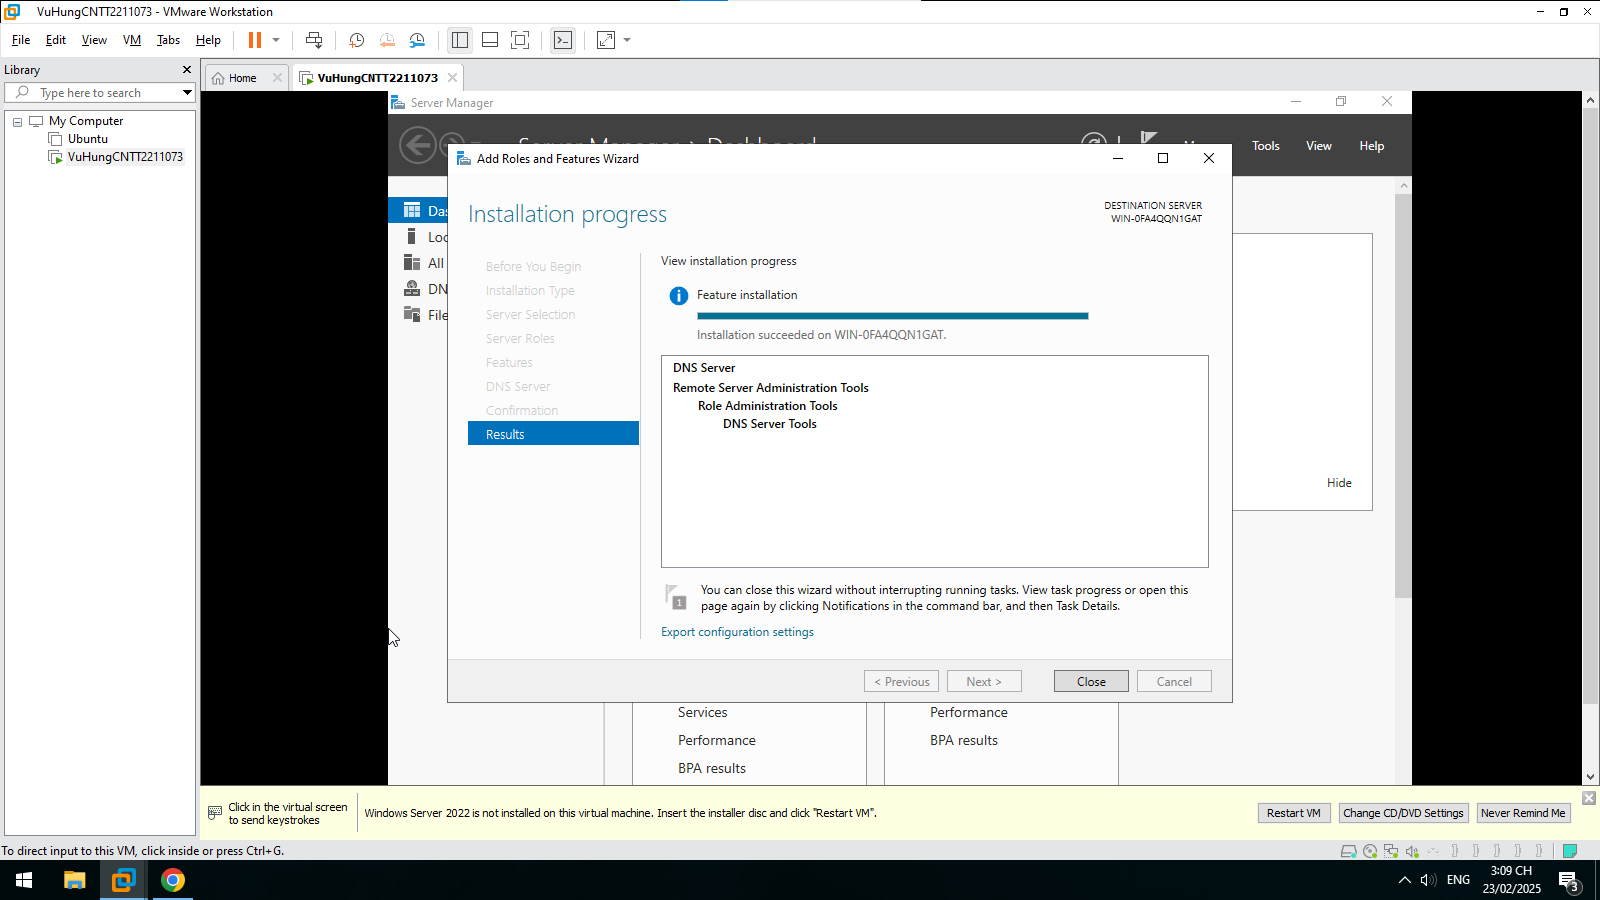 VuHungCNTT2211073 - VMware Workstation
File Edit View VM Tabs Help
Library
Type here to search
My Computer
Ubuntu
VuHungCNTT2211073
Home
VuHungCNTT2211073
Server Manager
Tools View Help
Add Roles and Features Wizard
Installation progress
DESTINATION SERVER
WIN-0FA4QQN1GAT
Before You Begin
Installation Type
Server Selection
Server Roles
Features
DNS Server
Confirmation
Results
View installation progress
Feature installation
Installation succeeded on WIN-0FA4QQN1GAT.
DNS Server
Remote Server Administration Tools
Role Administration Tools
DNS Server Tools
1
You can close this wizard without interrupting running tasks. View task progress or open this
page again by clicking Notifications in the command bar, and then Task Details.
Export configuration settings
< Previous Next > Close Cancel
Das
Loc
All
DN
File
Hide
Services
Performance
BPA results
Performance
BPA results
Click in the virtual screen
to send keystrokes
Windows Server 2022 is not installed on this virtual machine. Insert the installer disc and click "Restart VM".
Restart VM Change CD/DVD Settings Never Remind Me
To direct input to this VM, click inside or press Ctrl+G.
ENG
3:09 CH
23/02/2025
3